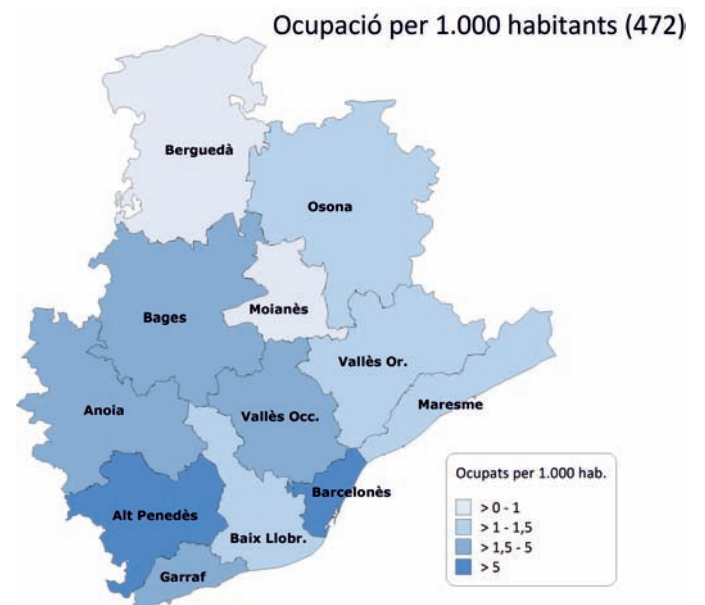 Ocupació per 1.000 habitants (472)
Berguedà
Osona
Bages
Moianès
Vallès Or.
Anoia
Vallès Occ.
Maresme
Alt Penedès
Barcelonès
Baix Llobr.
Garraf
Ocupats per 1.000 hab.
> 0 - 1
> 1 - 1,5
> 1,5 - 5
> 5